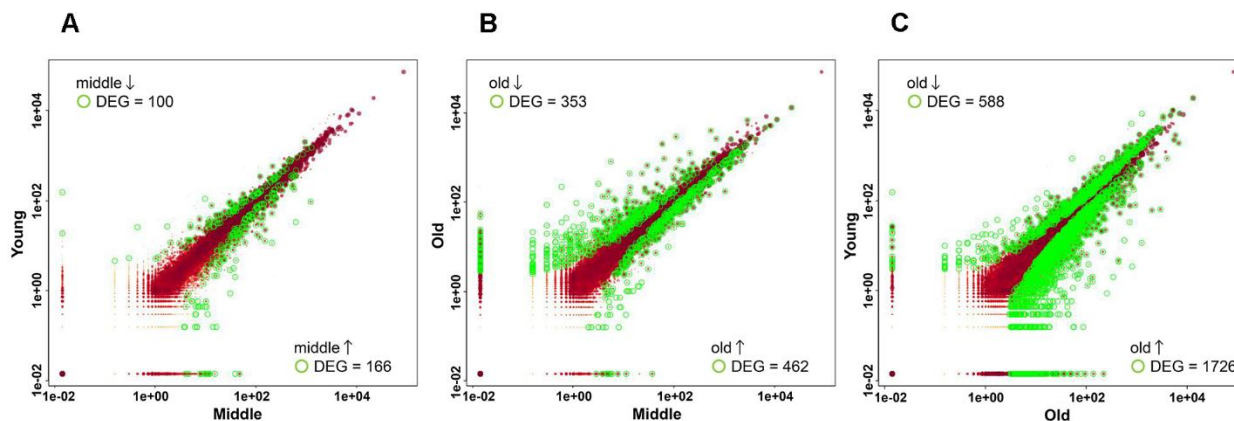 A
B
C
middle ↓
DEG = 100
middle ↑
DEG = 166
Young
1e+04
1e+02
1e+00
1e-02
1e-02
1e+00
1e+02
1e+04
Middle
old ↓
DEG = 353
old ↑
DEG = 462
Old
1e+04
1e+02
1e+00
1e-02
1e-02
1e+00
1e+02
1e+04
Middle
old ↓
DEG = 588
old ↑
DEG = 1726
Young
1e+04
1e+02
1e+00
1e-02
1e-02
1e+00
1e+02
1e+04
Old